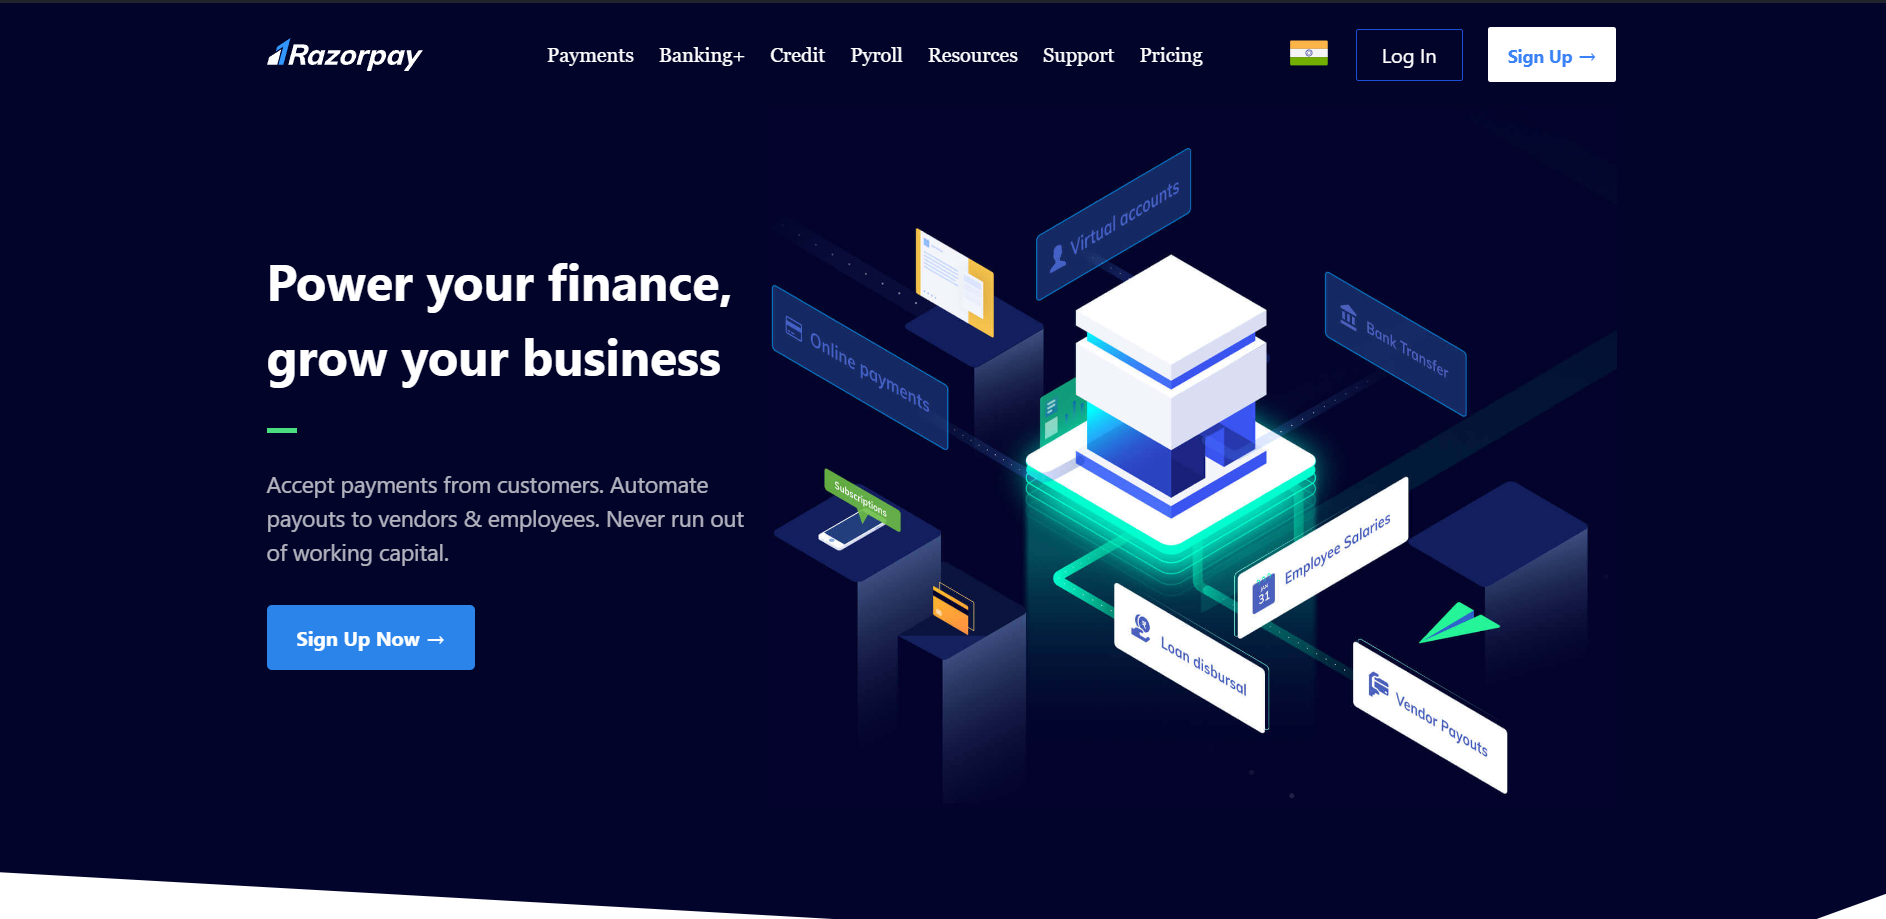 Razorpay
Payments
Banking+
Credit
Pyroll
Resources
Support
Pricing
Log In
Sign Up →
Power your finance,
grow your business
Accept payments from customers. Automate
payouts to vendors & employees. Never run out
of working capital.
Sign Up Now →
Virtual accounts
Bank Transfer
Online payments
Subscriptions
Employee Salaries
JAN
31
Loan disbursal
Vendor Payouts